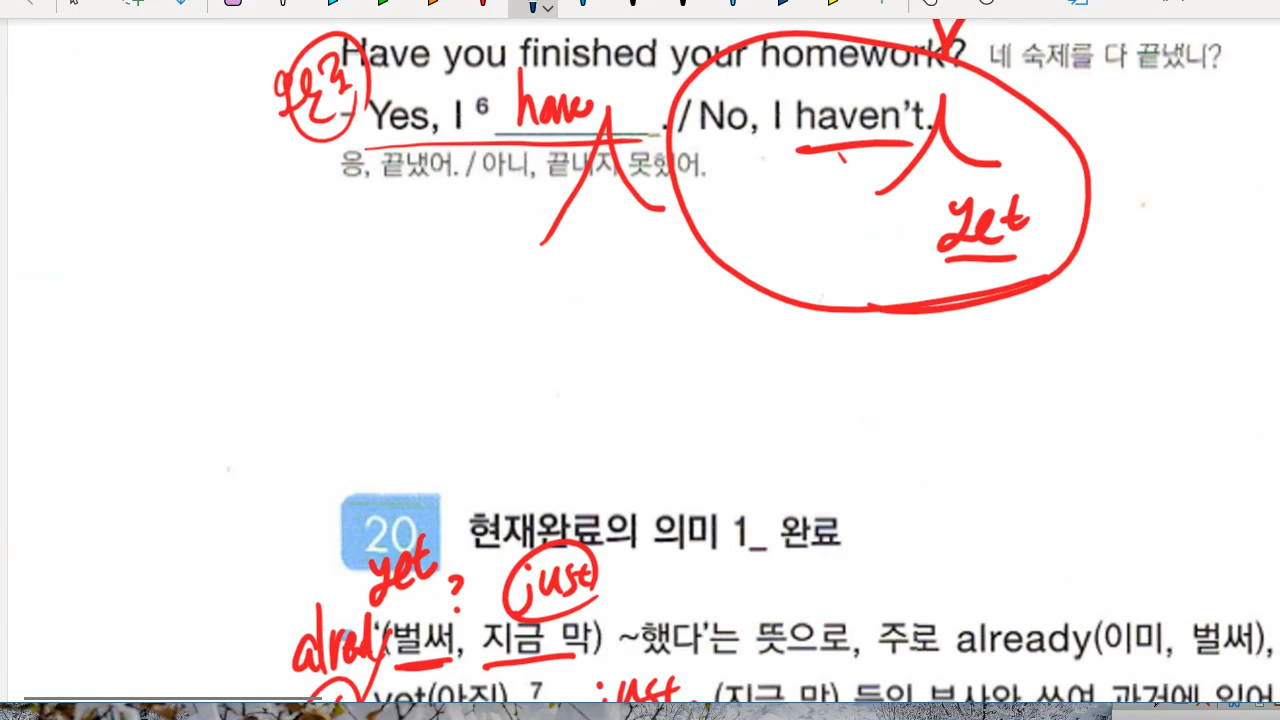 Have you finished your homework? 네 숙제를 다 끝냈니?
완료
- Yes, I ⁶ have . / No, I haven't.
응, 끝냈어. / 아니, 끝내지 못했어.
yet
20 현재완료의 의미 1_ 완료
yet ? just
alredy '(벌써, 지금 막) ~했다'는 뜻으로, 주로 already(이미, 벌써),
yet(아직), ⁷ just (지금 막) 등의 부사와 쓰여 과거에 일어